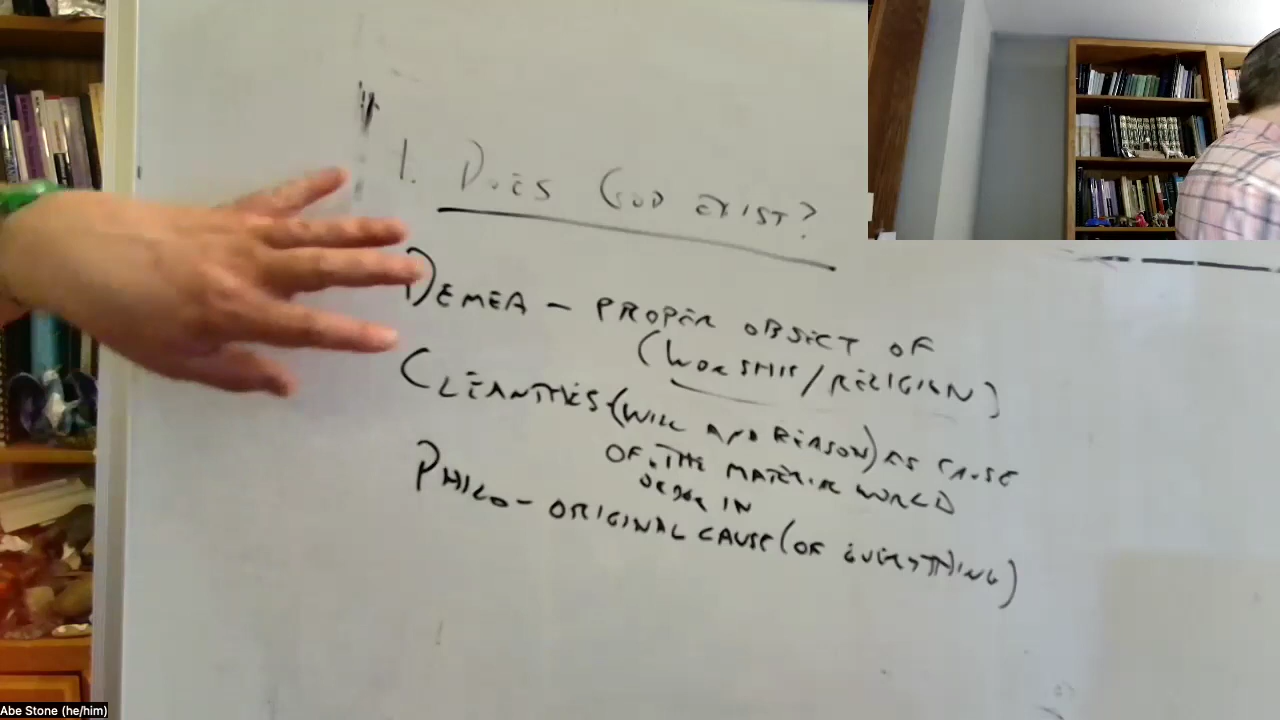 1. DOES GOD EXIST?
DEMEA – PROPER OBJECT OF
(WORSHIP/RELIGION)
CLEANTHES (WILL AND REASON) AS CAUSE
OF THE MATERIAL WORLD
ORDER IN
PHILO – ORIGINAL CAUSE (OF EVERYTHING)
Abe Stone (he/him)